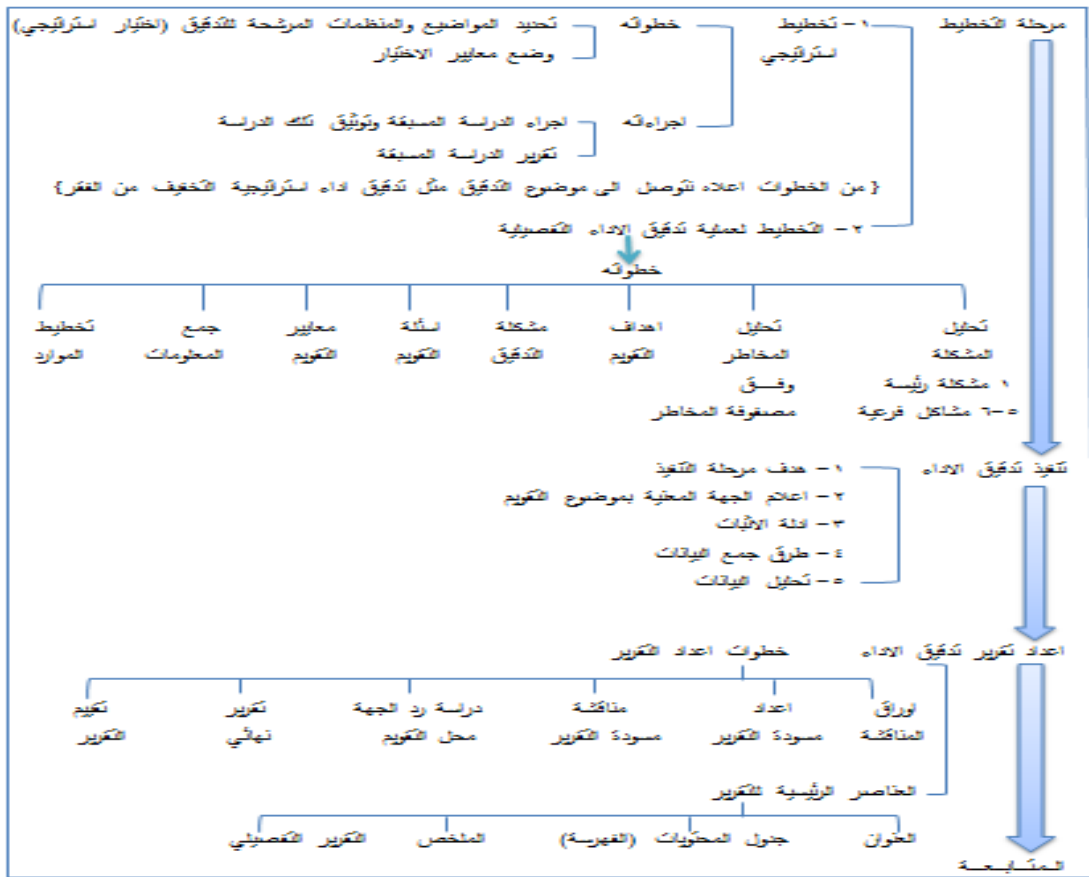 مرحلة التخطيط
١- تخطيط استراتيجي
خطواته
تحديد المواضيع والمنظمات المرشحة للتدقيق (اختيار استراتيجي)
وضع معايير الاختيار
اجراءاته
اجراء الدراسة المسبقة وتوثيق تلك الدراسة
تقرير الدراسة المسبقة
{من الخطوات اعلاه نتوصل الى موضوع التدقيق مثل تدقيق اداء استراتيجية التخفيف من الفقر}
٢- التخطيط لعملية تدقيق الاداء التفصيلية
خطواته
تحليل المشكلة
١ مشكلة رئيسة
٥-٦ مشاكل فرعية
تحليل المخاطر
وفـــق
مصفوفة المخاطر
اهداف التقويم
مشكلة التدقيق
اسئلة التقويم
معايير التقويم
جمع المعلومات
تخطيط الموارد
تنفيذ تدقيق الاداء
١- هدف مرحلة التنفيذ
٢- اعلام الجهة المعنية بموضوع التقويم
٣- ادلة الاثبات
٤- طرق جمع البيانات
٥- تحليل البيانات
اعداد تقرير تدقيق الاداء
خطوات اعداد التقرير
اوراق المناقشة
اعداد مسودة التقرير
مناقشة مسودة التقرير
دراسة رد الجهة محل التقويم
تقرير نهائي
تقييم التقرير
العناصر الرئيسية للتقرير
العنوان
جدول المحتويات (الفهرسة)
الملخص
التقرير التفصيلي
الـمـتـابـعـة